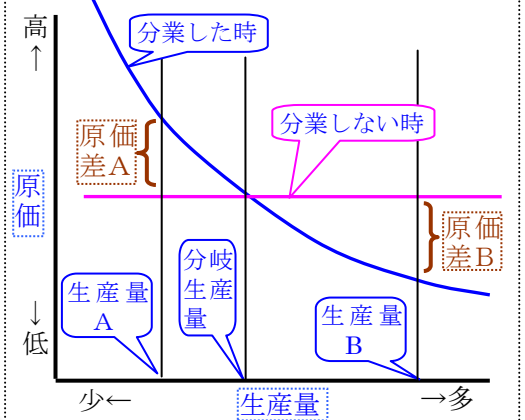 高
↑
分業した時
分業しない時
原価
差A
原
価
原価
差B
生産量
A
分岐
生産
量
生産量
B
↓
低
少←
生産量
→多